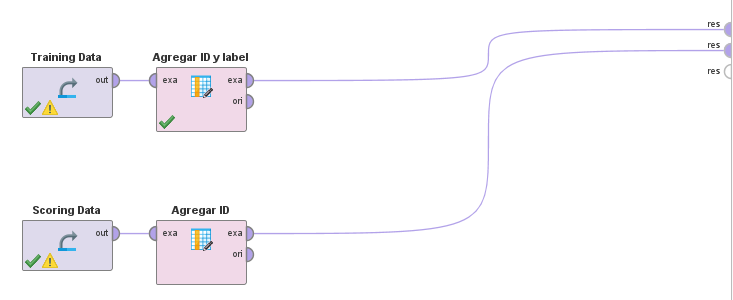 res
res
res
Training Data
Agregar ID y label
out
exa
exa
ori
Scoring Data
Agregar ID
out
exa
exa
ori